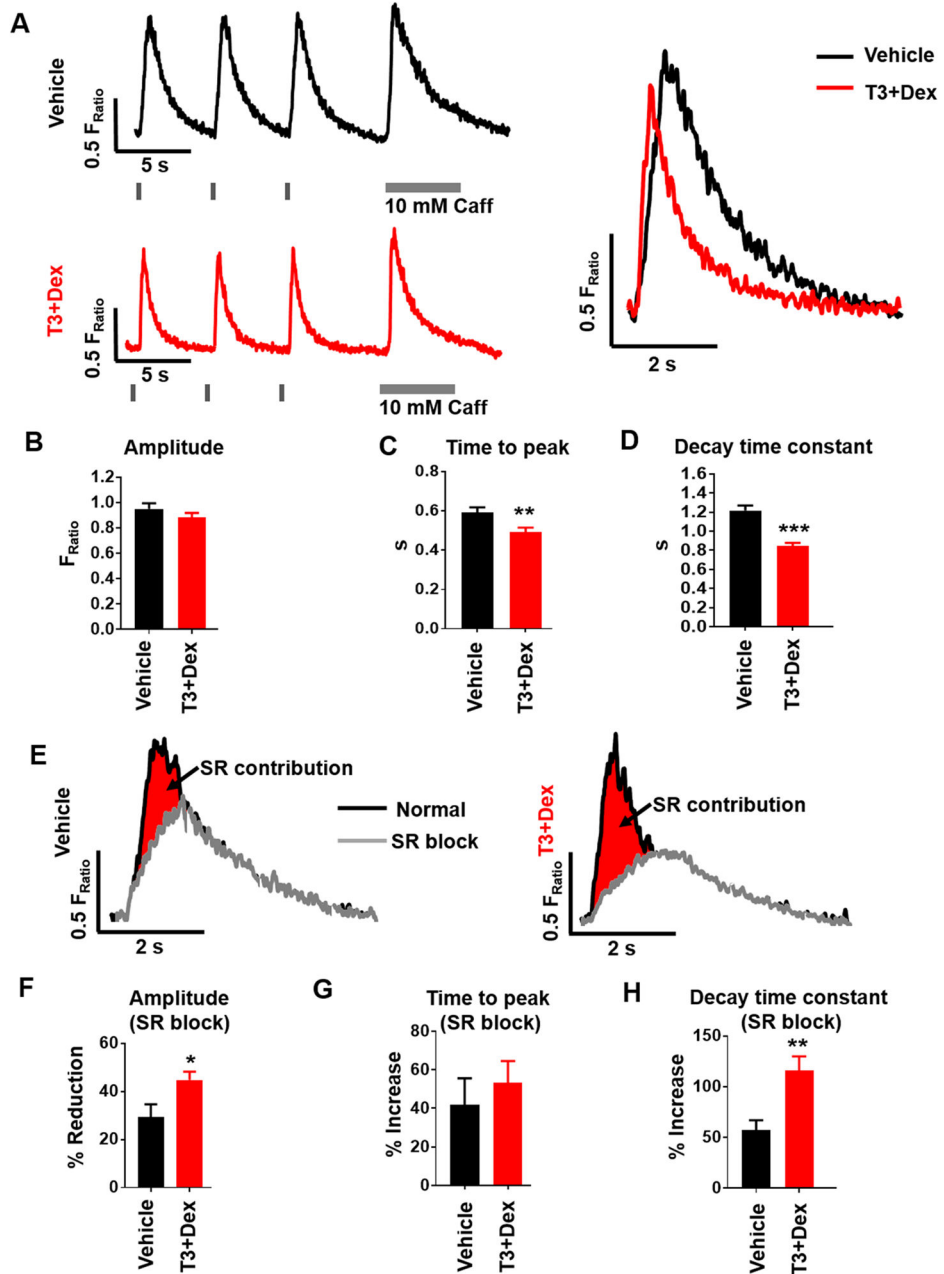 A
Vehicle
0.5 FRatio
5 s
10 mM Caff
T3+Dex
0.5 FRatio
5 s
10 mM Caff
Vehicle
T3+Dex
0.5 FRatio
2 s
B
Amplitude
FRatio
1.2
1.0
0.8
0.6
0.4
0.2
0.0
Vehicle
T3+Dex
C
Time to peak
s
0.8
0.6
0.4
0.2
0.0
**
Vehicle
T3+Dex
D
Decay time constant
s
1.6
1.4
1.2
1.0
0.8
0.6
0.4
0.2
0.0
***
Vehicle
T3+Dex
E
Vehicle
0.5 FRatio
2 s
SR contribution
Normal
SR block
T3+Dex
0.5 FRatio
2 s
SR contribution
F
Amplitude
(SR block)
% Reduction
60
40
20
0
*
Vehicle
T3+Dex
G
Time to peak
(SR block)
% Increase
80
60
40
20
0
Vehicle
T3+Dex
H
Decay time constant
(SR block)
% Increase
150
100
50
0
**
Vehicle
T3+Dex